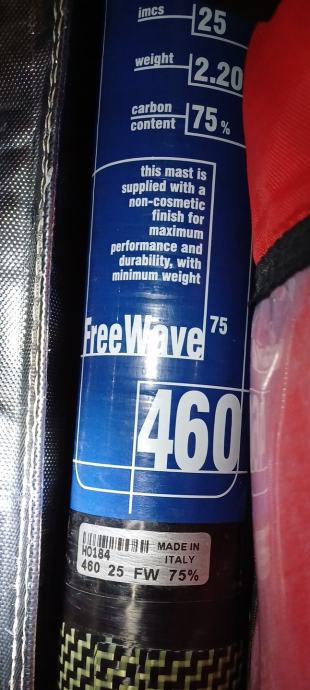 imcs 25
weight 2.20
carbon
content 75%
this mast is
supplied with a
non-cosmetic
finish for
maximum
performance and
durability, with
minimum weight
FreeWave 75
460
H0184 MADE IN
ITALY
460 25 FW 75%